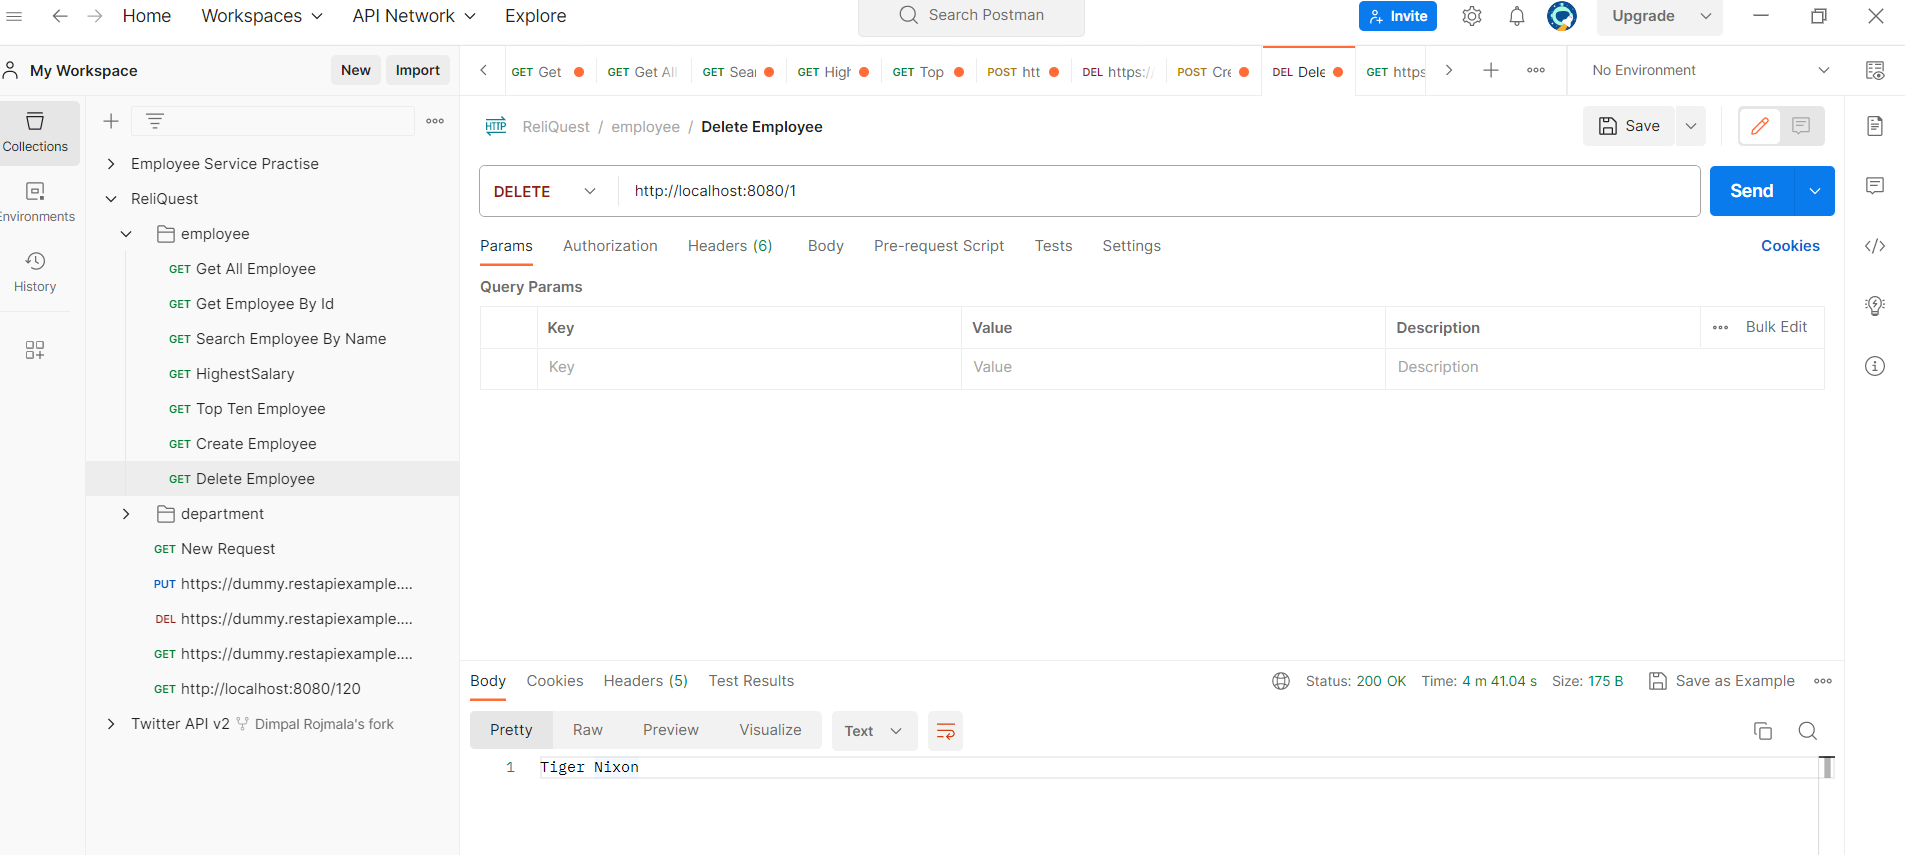 Home Workspaces API Network Explore Search Postman Invite Upgrade
My Workspace New Import
GET Get GET Get All GET Sear GET High GET Top POST htt DEL https:/ POST Cre DEL Dele GET https No Environment
Collections
Environments
History
Employee Service Practise
ReliQuest
employee
GET Get All Employee
GET Get Employee By Id
GET Search Employee By Name
GET HighestSalary
GET Top Ten Employee
GET Create Employee
GET Delete Employee
department
GET New Request
PUT https://dummy.restapiexample....
DEL https://dummy.restapiexample....
GET https://dummy.restapiexample....
GET http://localhost:8080/120
Twitter API v2 Dimpal Rojmala's fork
HTTP ReliQuest / employee / Delete Employee Save
DELETE http://localhost:8080/1 Send
Params Authorization Headers (6) Body Pre-request Script Tests Settings Cookies
Query Params
Key Value Description Bulk Edit
Key Value Description
Body Cookies Headers (5) Test Results Status: 200 OK Time: 4 m 41.04 s Size: 175 B Save as Example
Pretty Raw Preview Visualize Text
1 Tiger Nixon